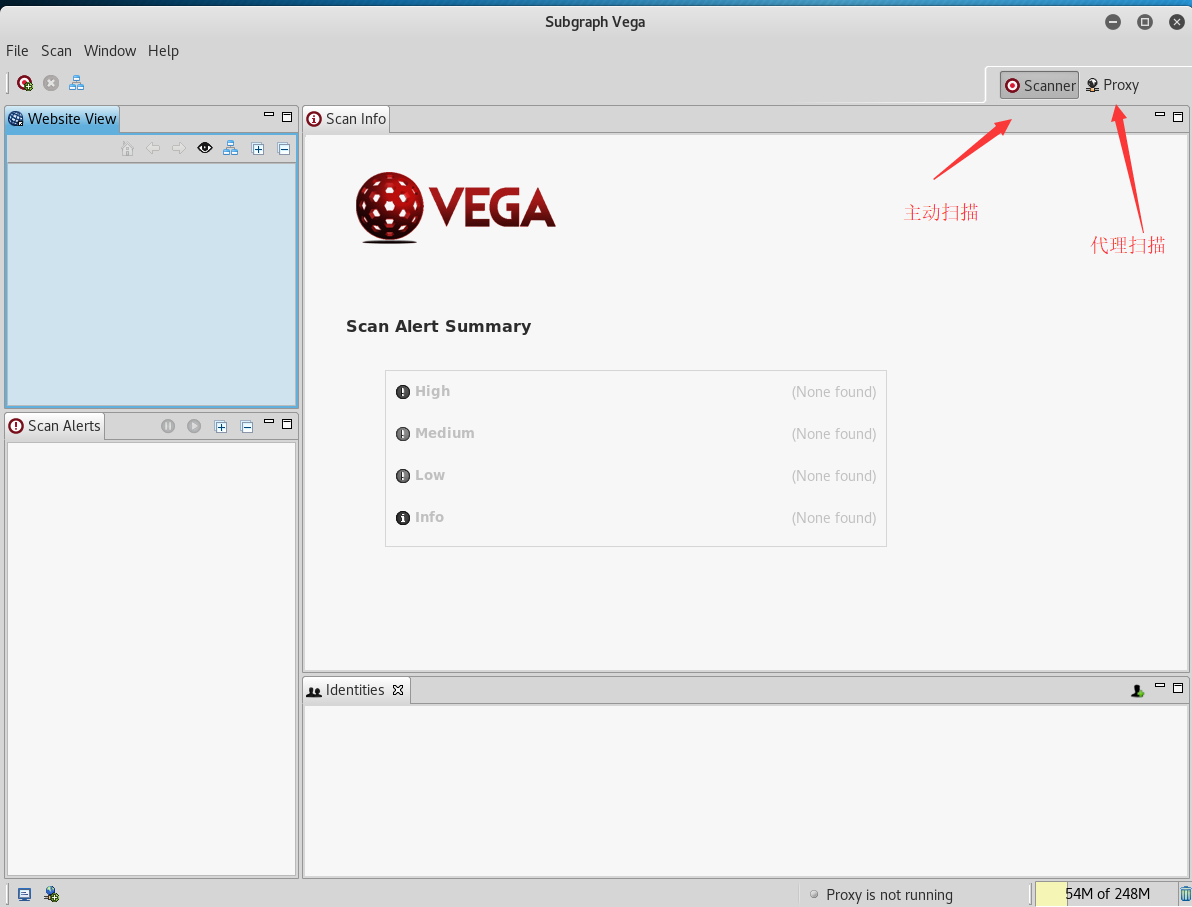 Subgraph Vega
File Scan Window Help
Scanner Proxy
Website View
Scan Info
主动扫描
代理扫描
VEGA
Scan Alert Summary
High (None found)
Medium (None found)
Low (None found)
Info (None found)
Scan Alerts
Identities
Proxy is not running
54M of 248M